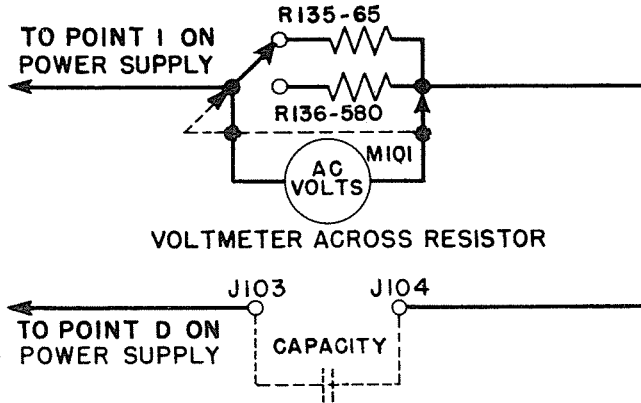 R135-65
TO POINT I ON
POWER SUPPLY
R136-580
M101
AC
VOLTS
VOLTMETER ACROSS RESISTOR
J103
J104
TO POINT D ON
POWER SUPPLY
CAPACITY